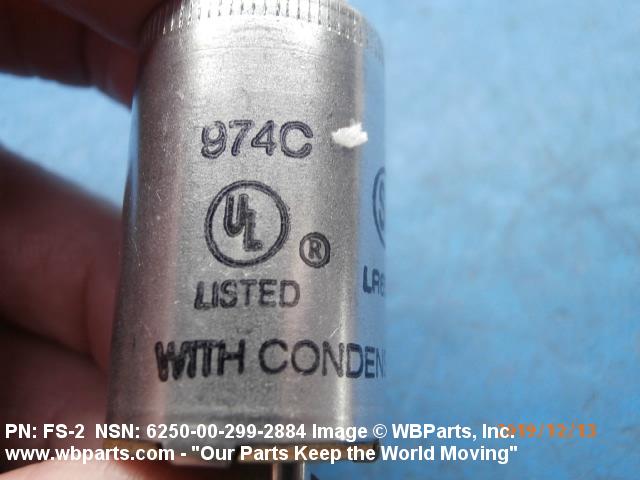 974C
UL
®
LISTED
WITH
PN: FS-2 NSN: 6250-00-299-2884 Image © WBParts, Inc. 2019/12/13
www.wbparts.com - "Our Parts Keep the World Moving"